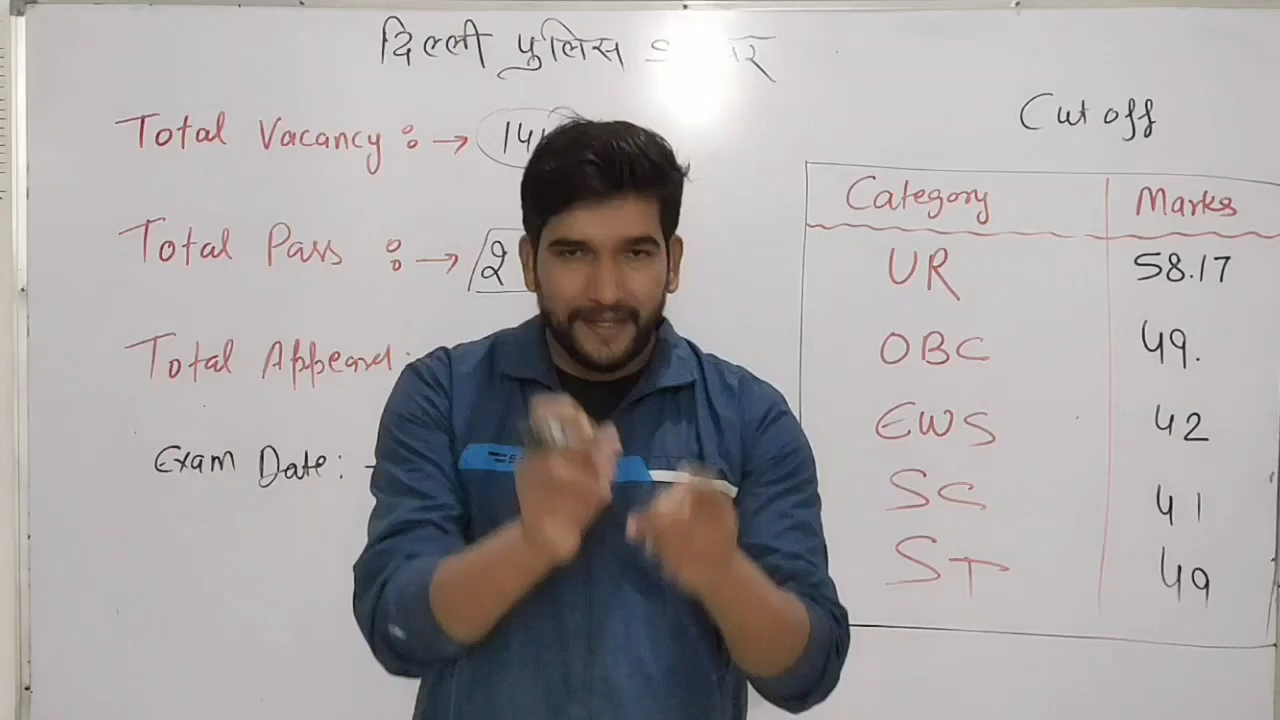 दिल्ली पुलिस
Total Vacancy : →
Total Pass : → 2
Total Appeared
Exam Date :
Cut off
Category Marks
UR 58.17
OBC 49.
EWS 42
SC 41
ST 49